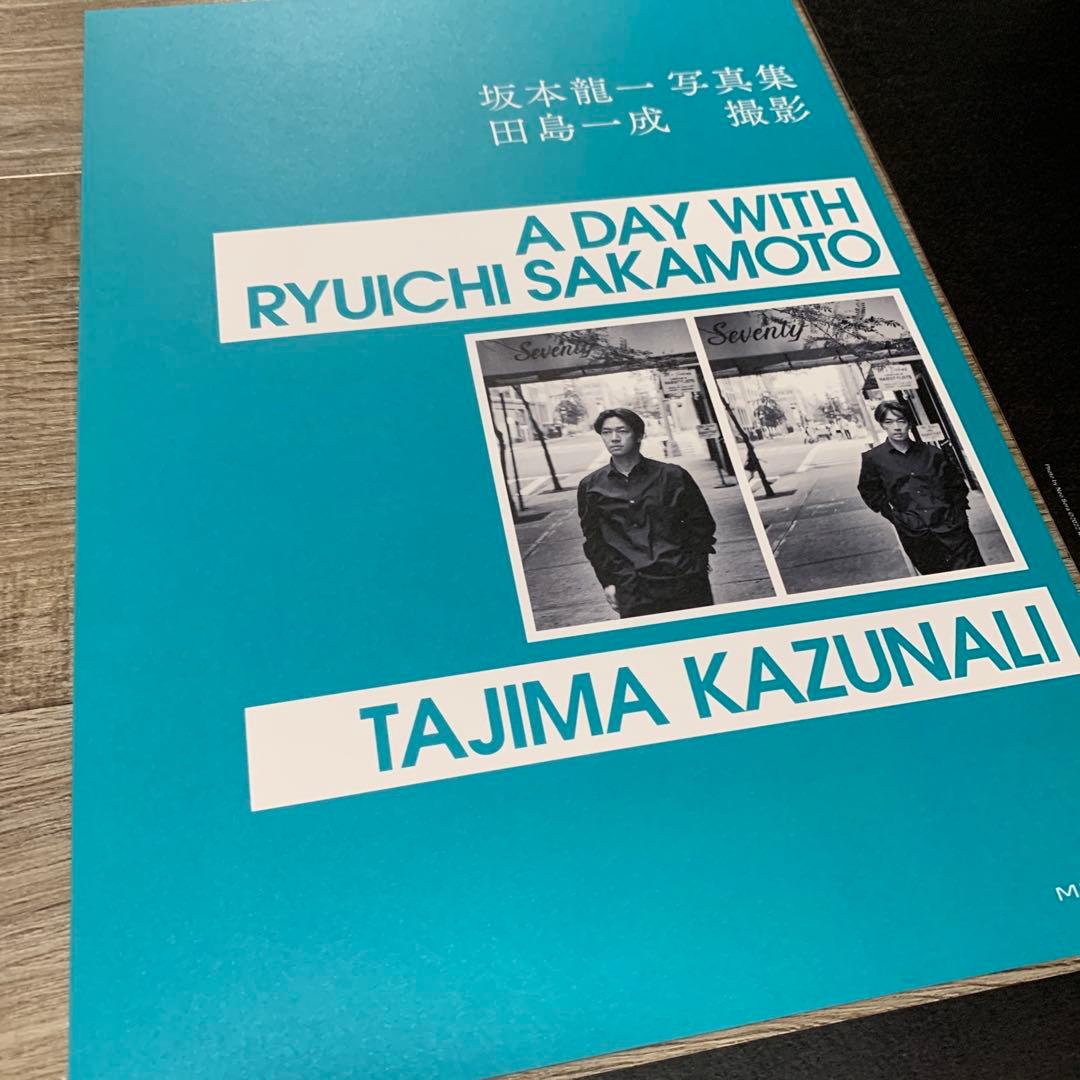 坂本龍一 写真集
田島一成 撮影
A DAY WITH
RYUICHI SAKAMOTO
Seventy
Seventy
TAJIMA KAZUNALI